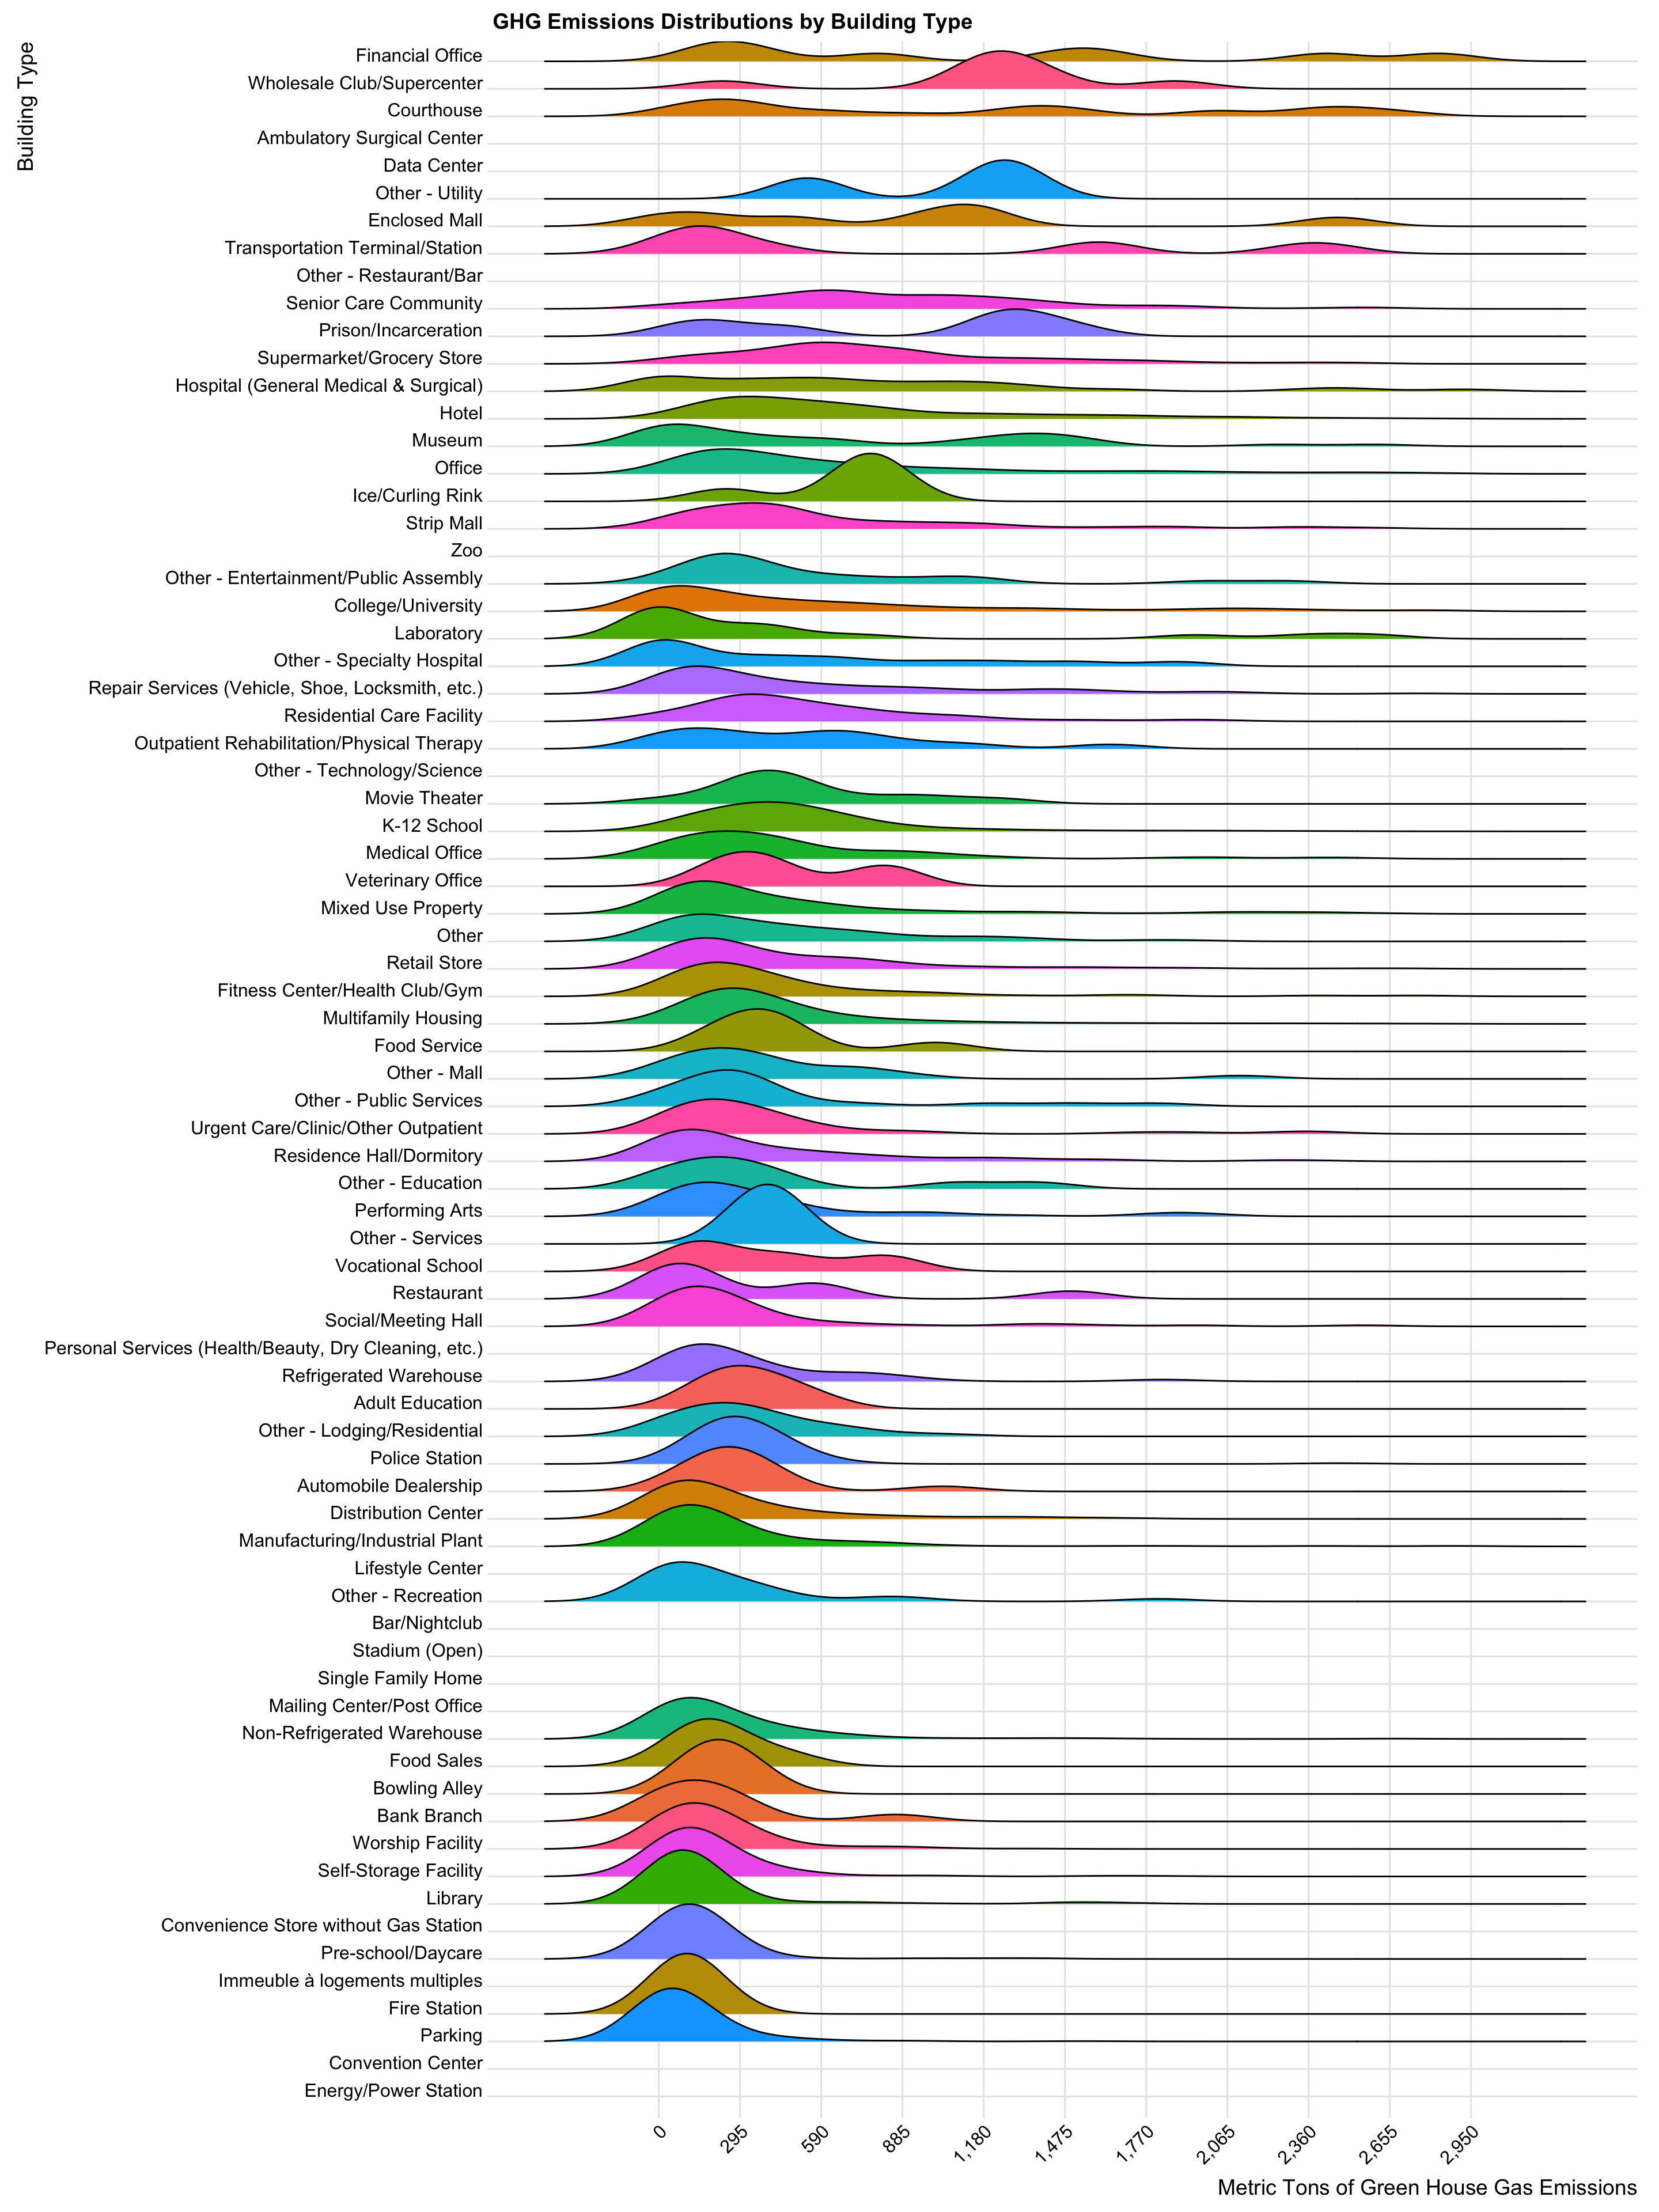 GHG Emissions Distributions by Building Type
Building Type
Financial Office
Wholesale Club/Supercenter
Courthouse
Ambulatory Surgical Center
Data Center
Other - Utility
Enclosed Mall
Transportation Terminal/Station
Other - Restaurant/Bar
Senior Care Community
Prison/Incarceration
Supermarket/Grocery Store
Hospital (General Medical & Surgical)
Hotel
Museum
Office
Ice/Curling Rink
Strip Mall
Zoo
Other - Entertainment/Public Assembly
College/University
Laboratory
Other - Specialty Hospital
Repair Services (Vehicle, Shoe, Locksmith, etc.)
Residential Care Facility
Outpatient Rehabilitation/Physical Therapy
Other - Technology/Science
Movie Theater
K-12 School
Medical Office
Veterinary Office
Mixed Use Property
Other
Retail Store
Fitness Center/Health Club/Gym
Multifamily Housing
Food Service
Other - Mall
Other - Public Services
Urgent Care/Clinic/Other Outpatient
Residence Hall/Dormitory
Other - Education
Performing Arts
Other - Services
Vocational School
Restaurant
Social/Meeting Hall
Personal Services (Health/Beauty, Dry Cleaning, etc.)
Refrigerated Warehouse
Adult Education
Other - Lodging/Residential
Police Station
Automobile Dealership
Distribution Center
Manufacturing/Industrial Plant
Lifestyle Center
Other - Recreation
Bar/Nightclub
Stadium (Open)
Single Family Home
Mailing Center/Post Office
Non-Refrigerated Warehouse
Food Sales
Bowling Alley
Bank Branch
Worship Facility
Self-Storage Facility
Library
Convenience Store without Gas Station
Pre-school/Daycare
Immeuble à logements multiples
Fire Station
Parking
Convention Center
Energy/Power Station
0 295 590 885 1,180 1,475 1,770 2,065 2,360 2,655 2,950
Metric Tons of Green House Gas Emissions